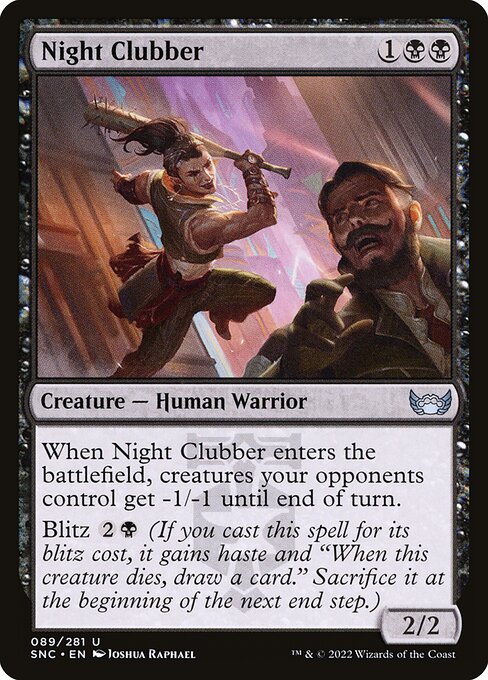 Night Clubber 1
Creature — Human Warrior
When Night Clubber enters the
battlefield, creatures your opponents
control get -1/-1 until end of turn.
Blitz 2 (If you cast this spell for its
blitz cost, it gains haste and “When this
creature dies, draw a card.” Sacrifice it at
the beginning of the next end step.)
2/2
089/281 U
SNC • EN Joshua Raphael
™ & © 2022 Wizards of the Coast